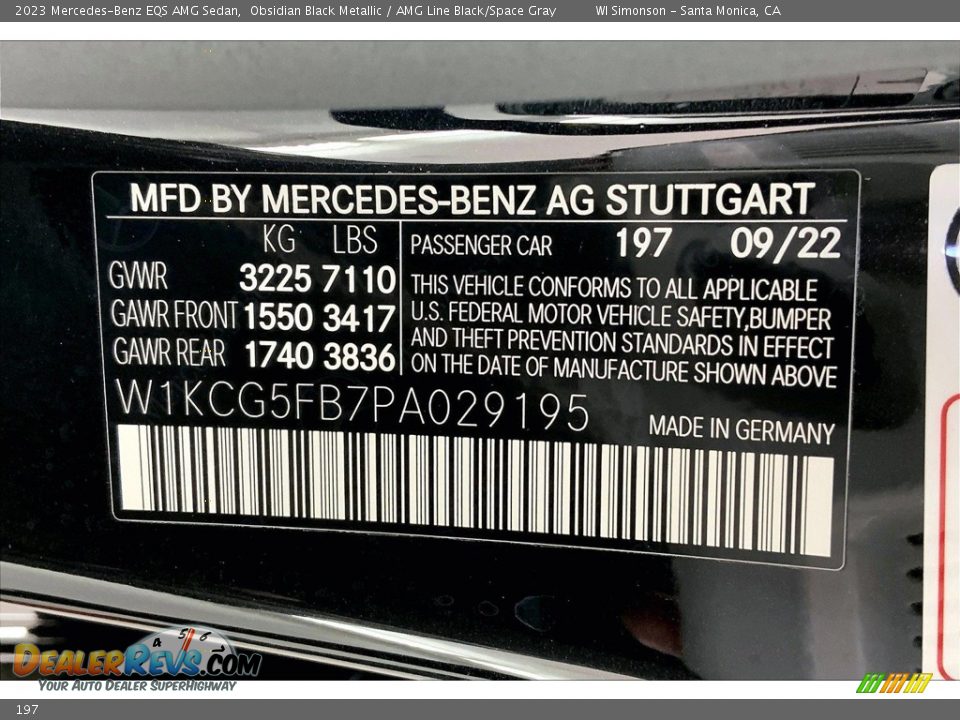 2023 Mercedes-Benz EQS AMG Sedan, Obsidian Black Metallic / AMG Line Black/Space Gray WI Simonson - Santa Monica, CA
MFD BY MERCEDES-BENZ AG STUTTGART
KG LBS
GVWR 3225 7110
GAWR FRONT 1550 3417
GAWR REAR 1740 3836
PASSENGER CAR 197 09/22
THIS VEHICLE CONFORMS TO ALL APPLICABLE
U.S. FEDERAL MOTOR VEHICLE SAFETY,BUMPER
AND THEFT PREVENTION STANDARDS IN EFFECT
ON THE DATE OF MANUFACTURE SHOWN ABOVE
W1KCG5FB7PA029195
MADE IN GERMANY
4 5 6
DEALERREVS.COM
YOUR AUTO DEALER SUPERHIGHWAY
197